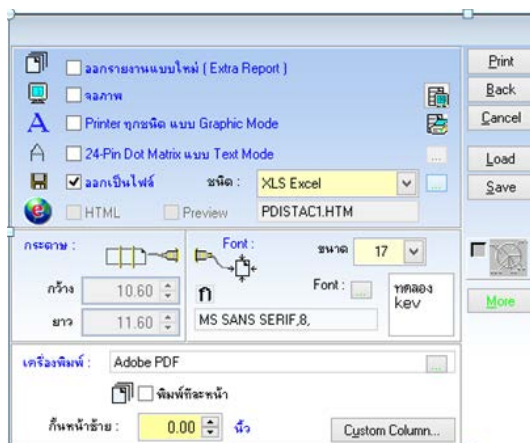 ออกรายงานแบบใหม่ ( Extra Report )
จอภาพ
Printer ทุกชนิด แบบ Graphic Mode
24-Pin Dot Matrix แบบ Text Mode
ออกเป็นไฟล์ ชนิด : XLS Excel
HTML Preview PDISTAC1.HTM
Print
Back
Cancel
Load
Save
More
กระดาษ :
กว้าง 10.60
ยาว 11.60
Font : ขนาด 17
ก Font : ... ทดลอง
kev
MS SANS SERIF,8,
เครื่องพิมพ์ : Adobe PDF ...
พิมพ์ทีละหน้า
กั้นหน้าซ้าย : 0.00 นิ้ว Custom Column...